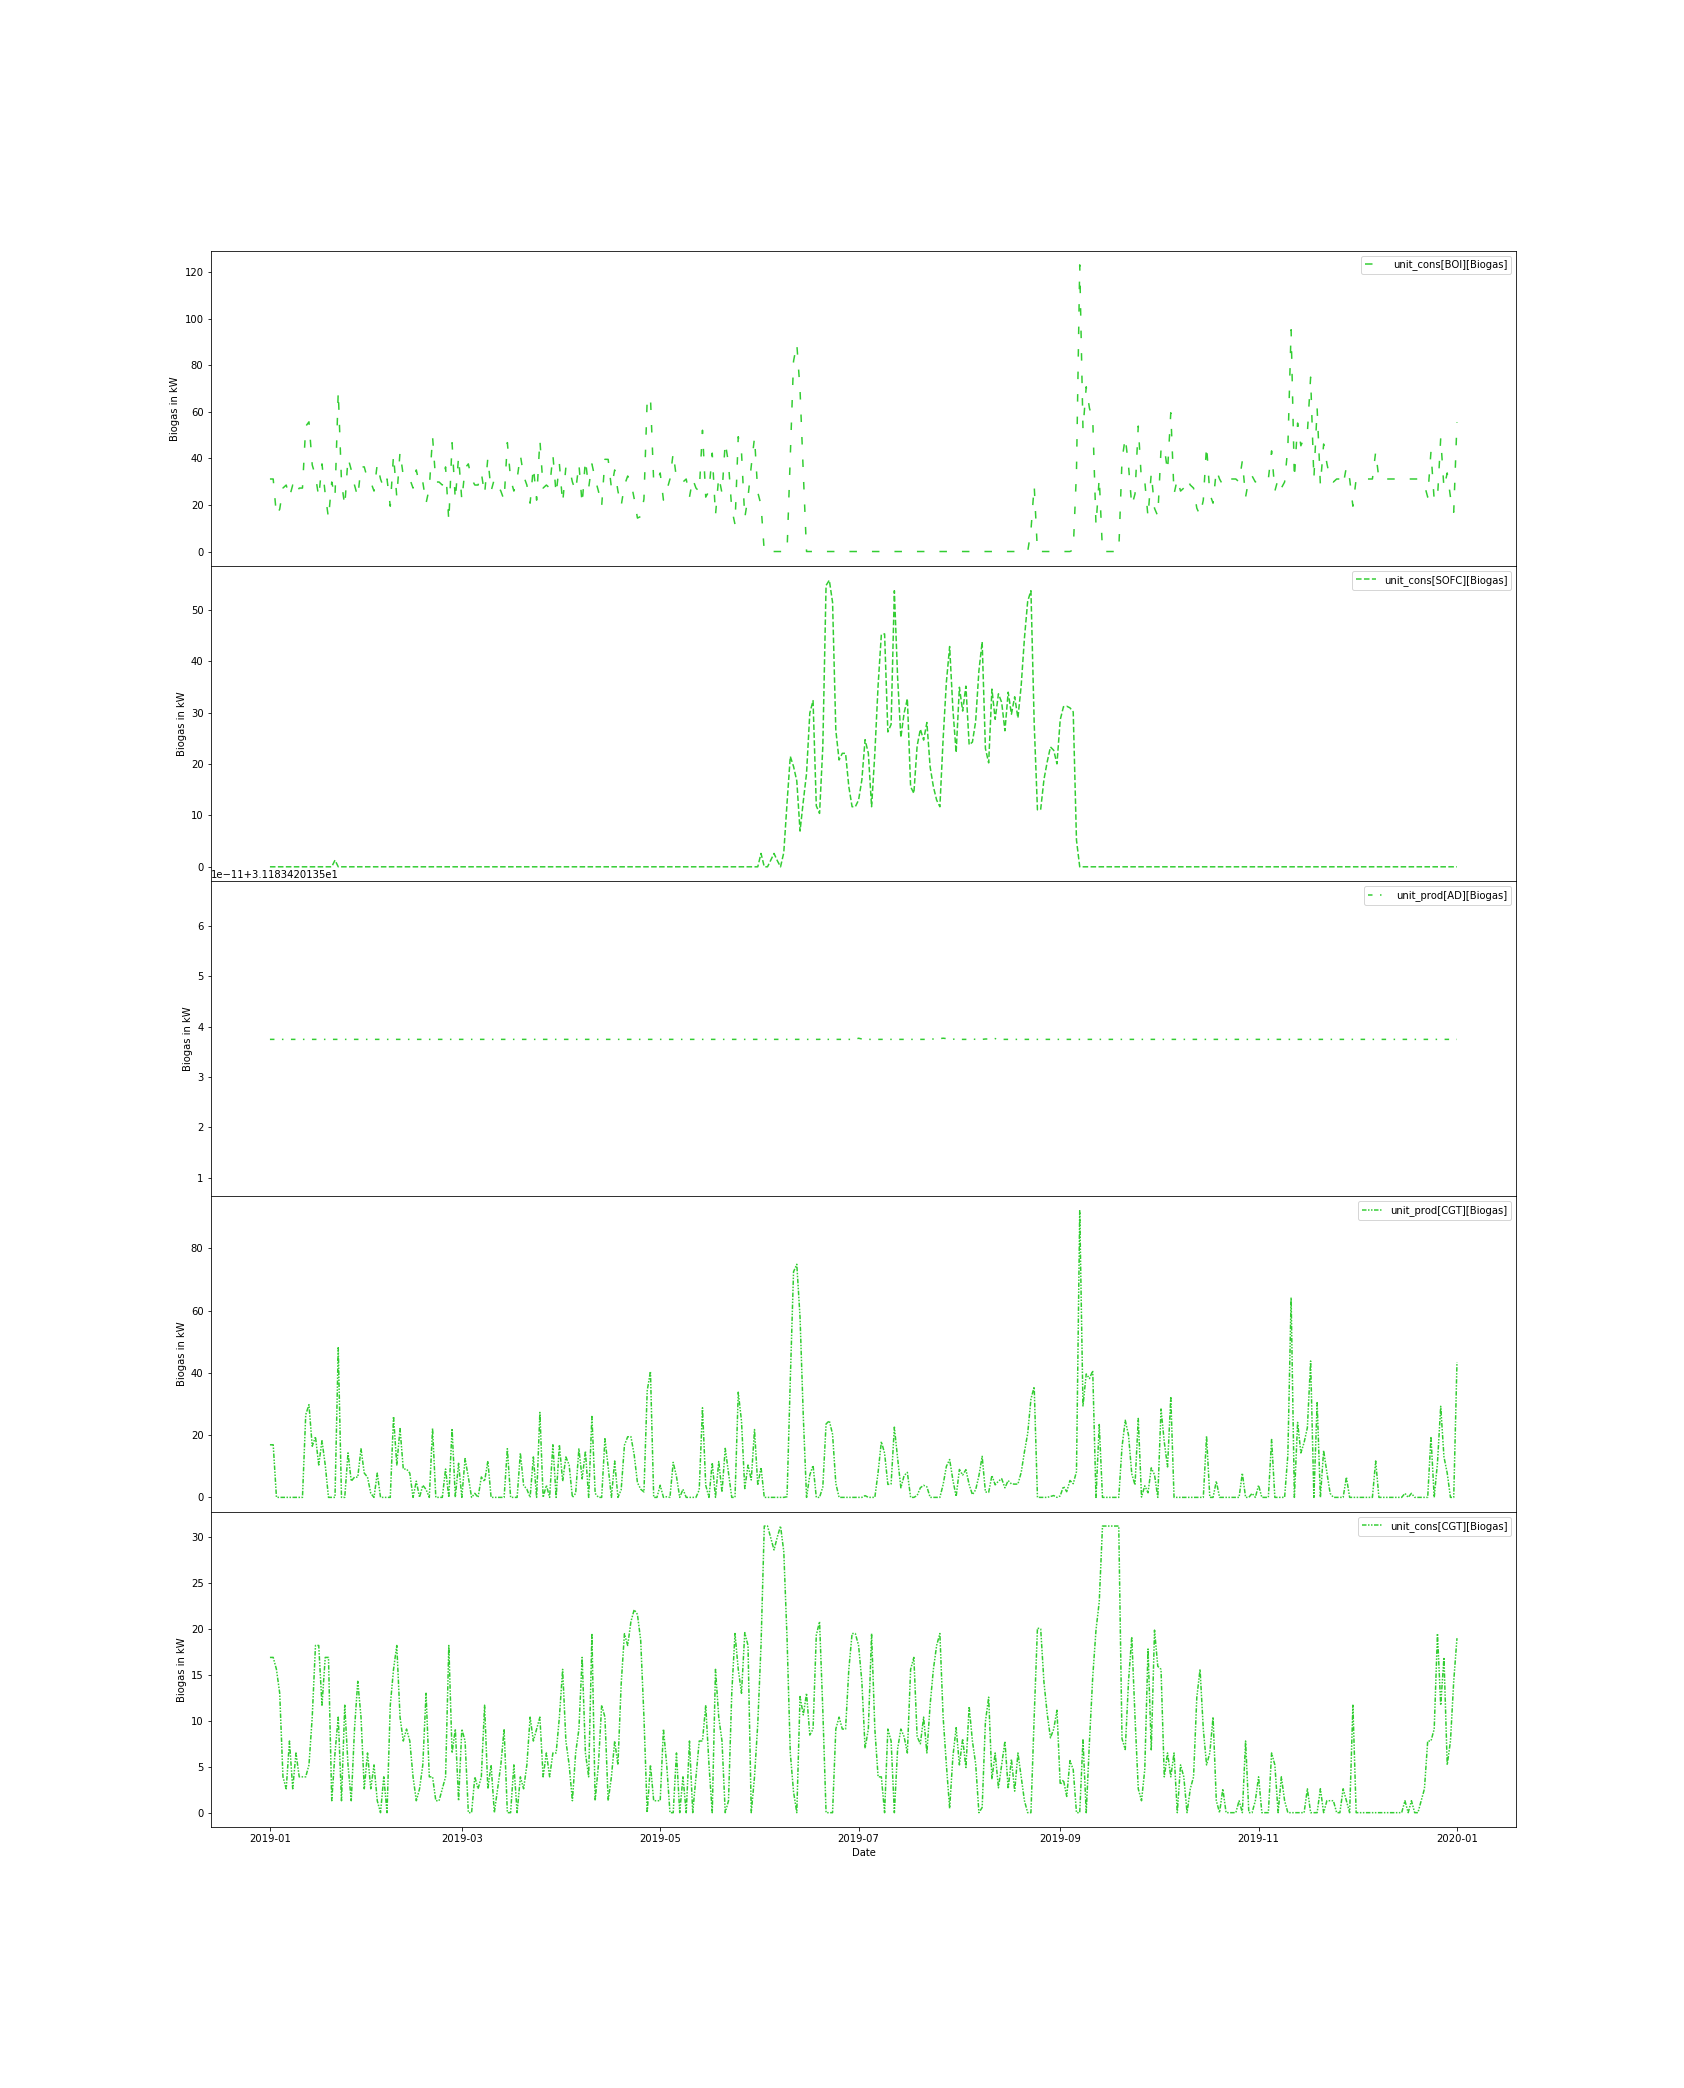 unit_cons[BOI][Biogas]
120
100
80
60
40
20
0
Biogas in kW
unit_cons[SOFC][Biogas]
50
40
30
20
10
0
Biogas in kW
1e−11+3.1183420135e1
unit_prod[AD][Biogas]
6
5
4
3
2
1
Biogas in kW
unit_prod[CGT][Biogas]
80
60
40
20
0
Biogas in kW
unit_cons[CGT][Biogas]
30
25
20
15
10
5
0
Biogas in kW
2019-01 2019-03 2019-05 2019-07 2019-09 2019-11 2020-01
Date